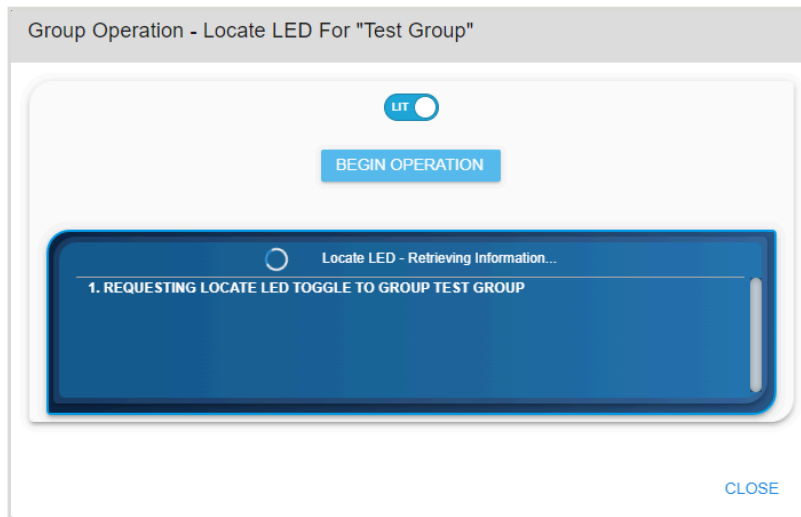 Group Operation - Locate LED For "Test Group"
LIT
BEGIN OPERATION
Locate LED - Retrieving Information...
1. REQUESTING LOCATE LED TOGGLE TO GROUP TEST GROUP
CLOSE